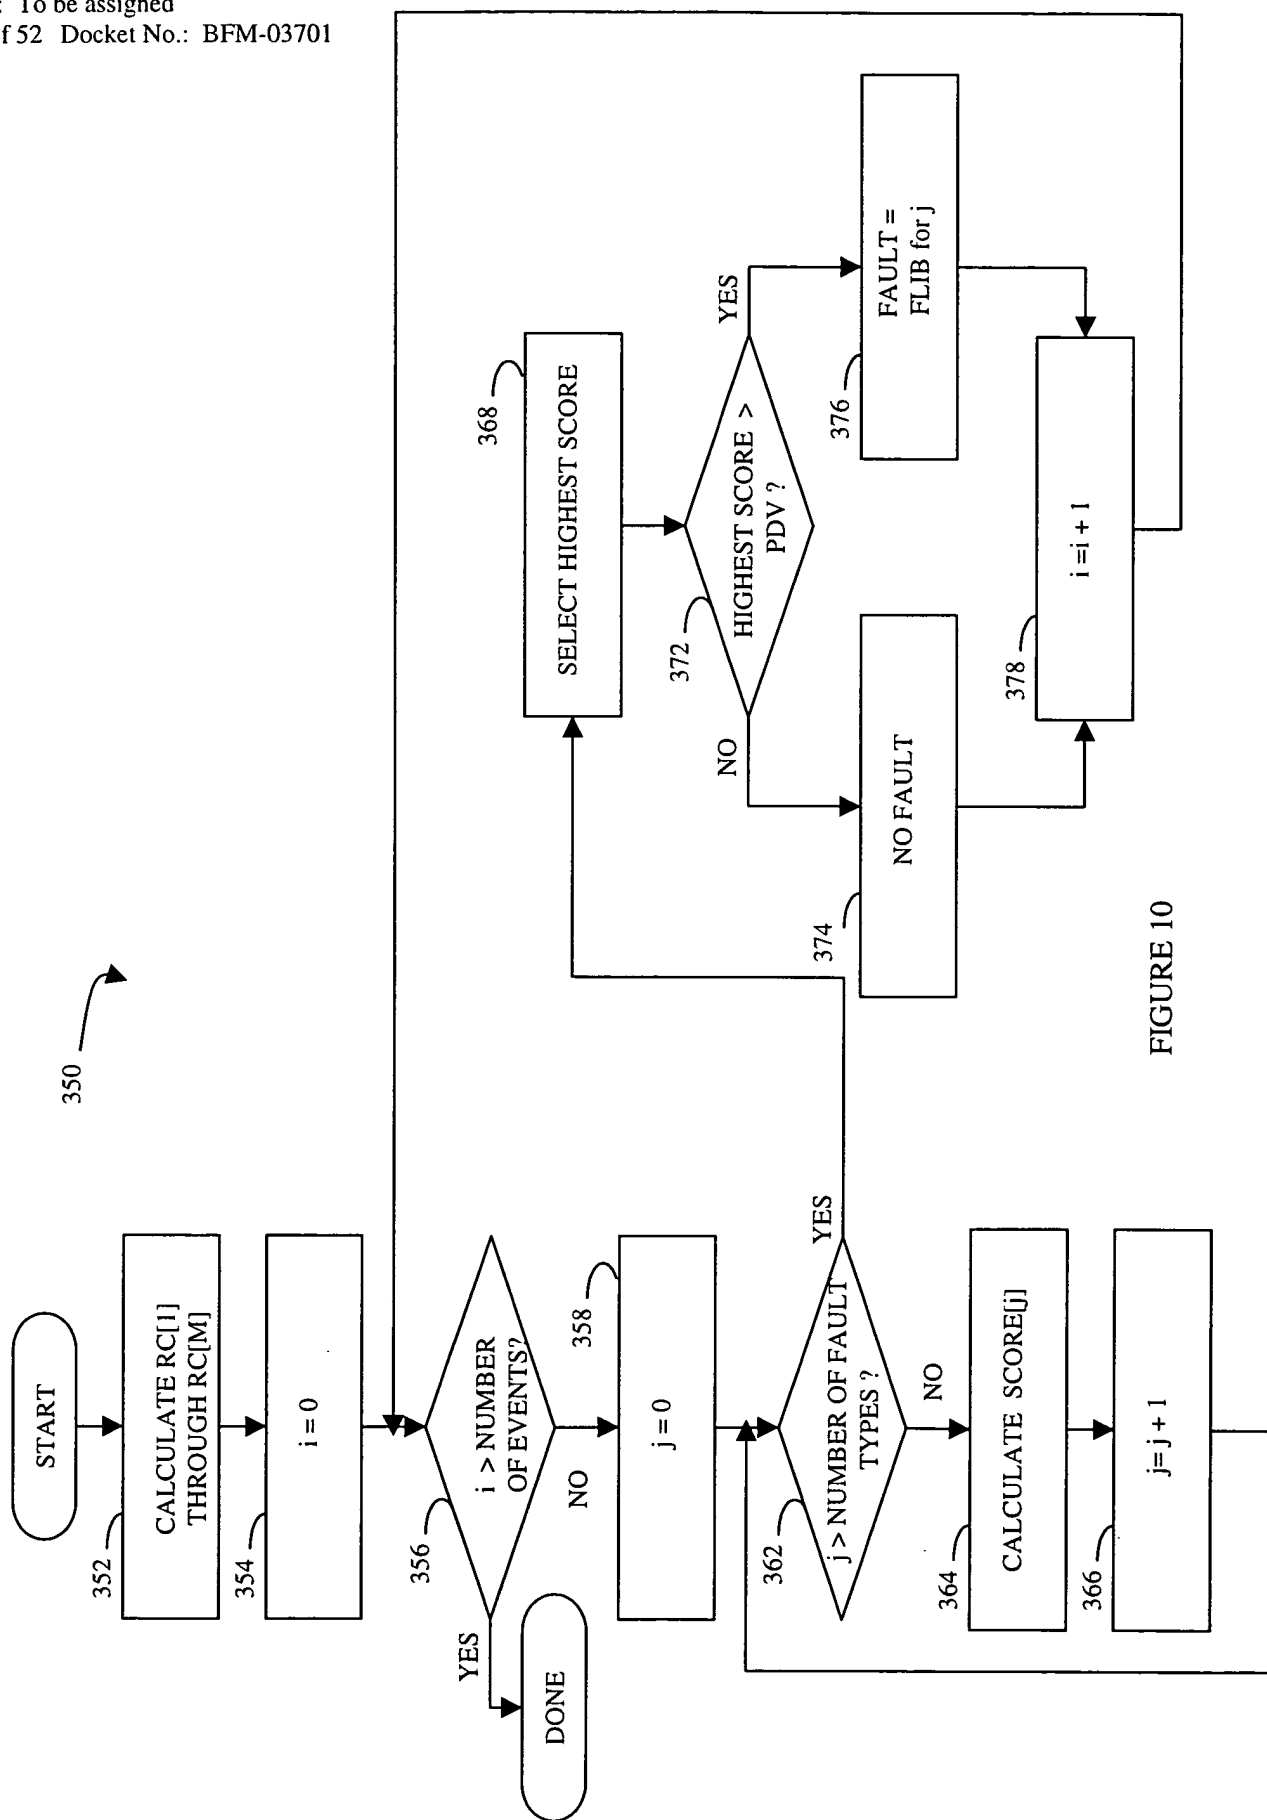 : To be assigned
f 52 Docket No.: BFM-03701
350
START
352
CALCULATE RC[1]
THROUGH RC[M]
354
i = 0
356
i > NUMBER
OF EVENTS?
YES
DONE
NO
358
j = 0
362
j > NUMBER OF FAULT
TYPES ?
YES
NO
364
CALCULATE SCORE[j]
366
j= j + 1
368
SELECT HIGHEST SCORE
372
HIGHEST SCORE >
PDV ?
NO
YES
374
NO FAULT
376
FAULT =
FLIB for j
378
i =i + 1
FIGURE 10